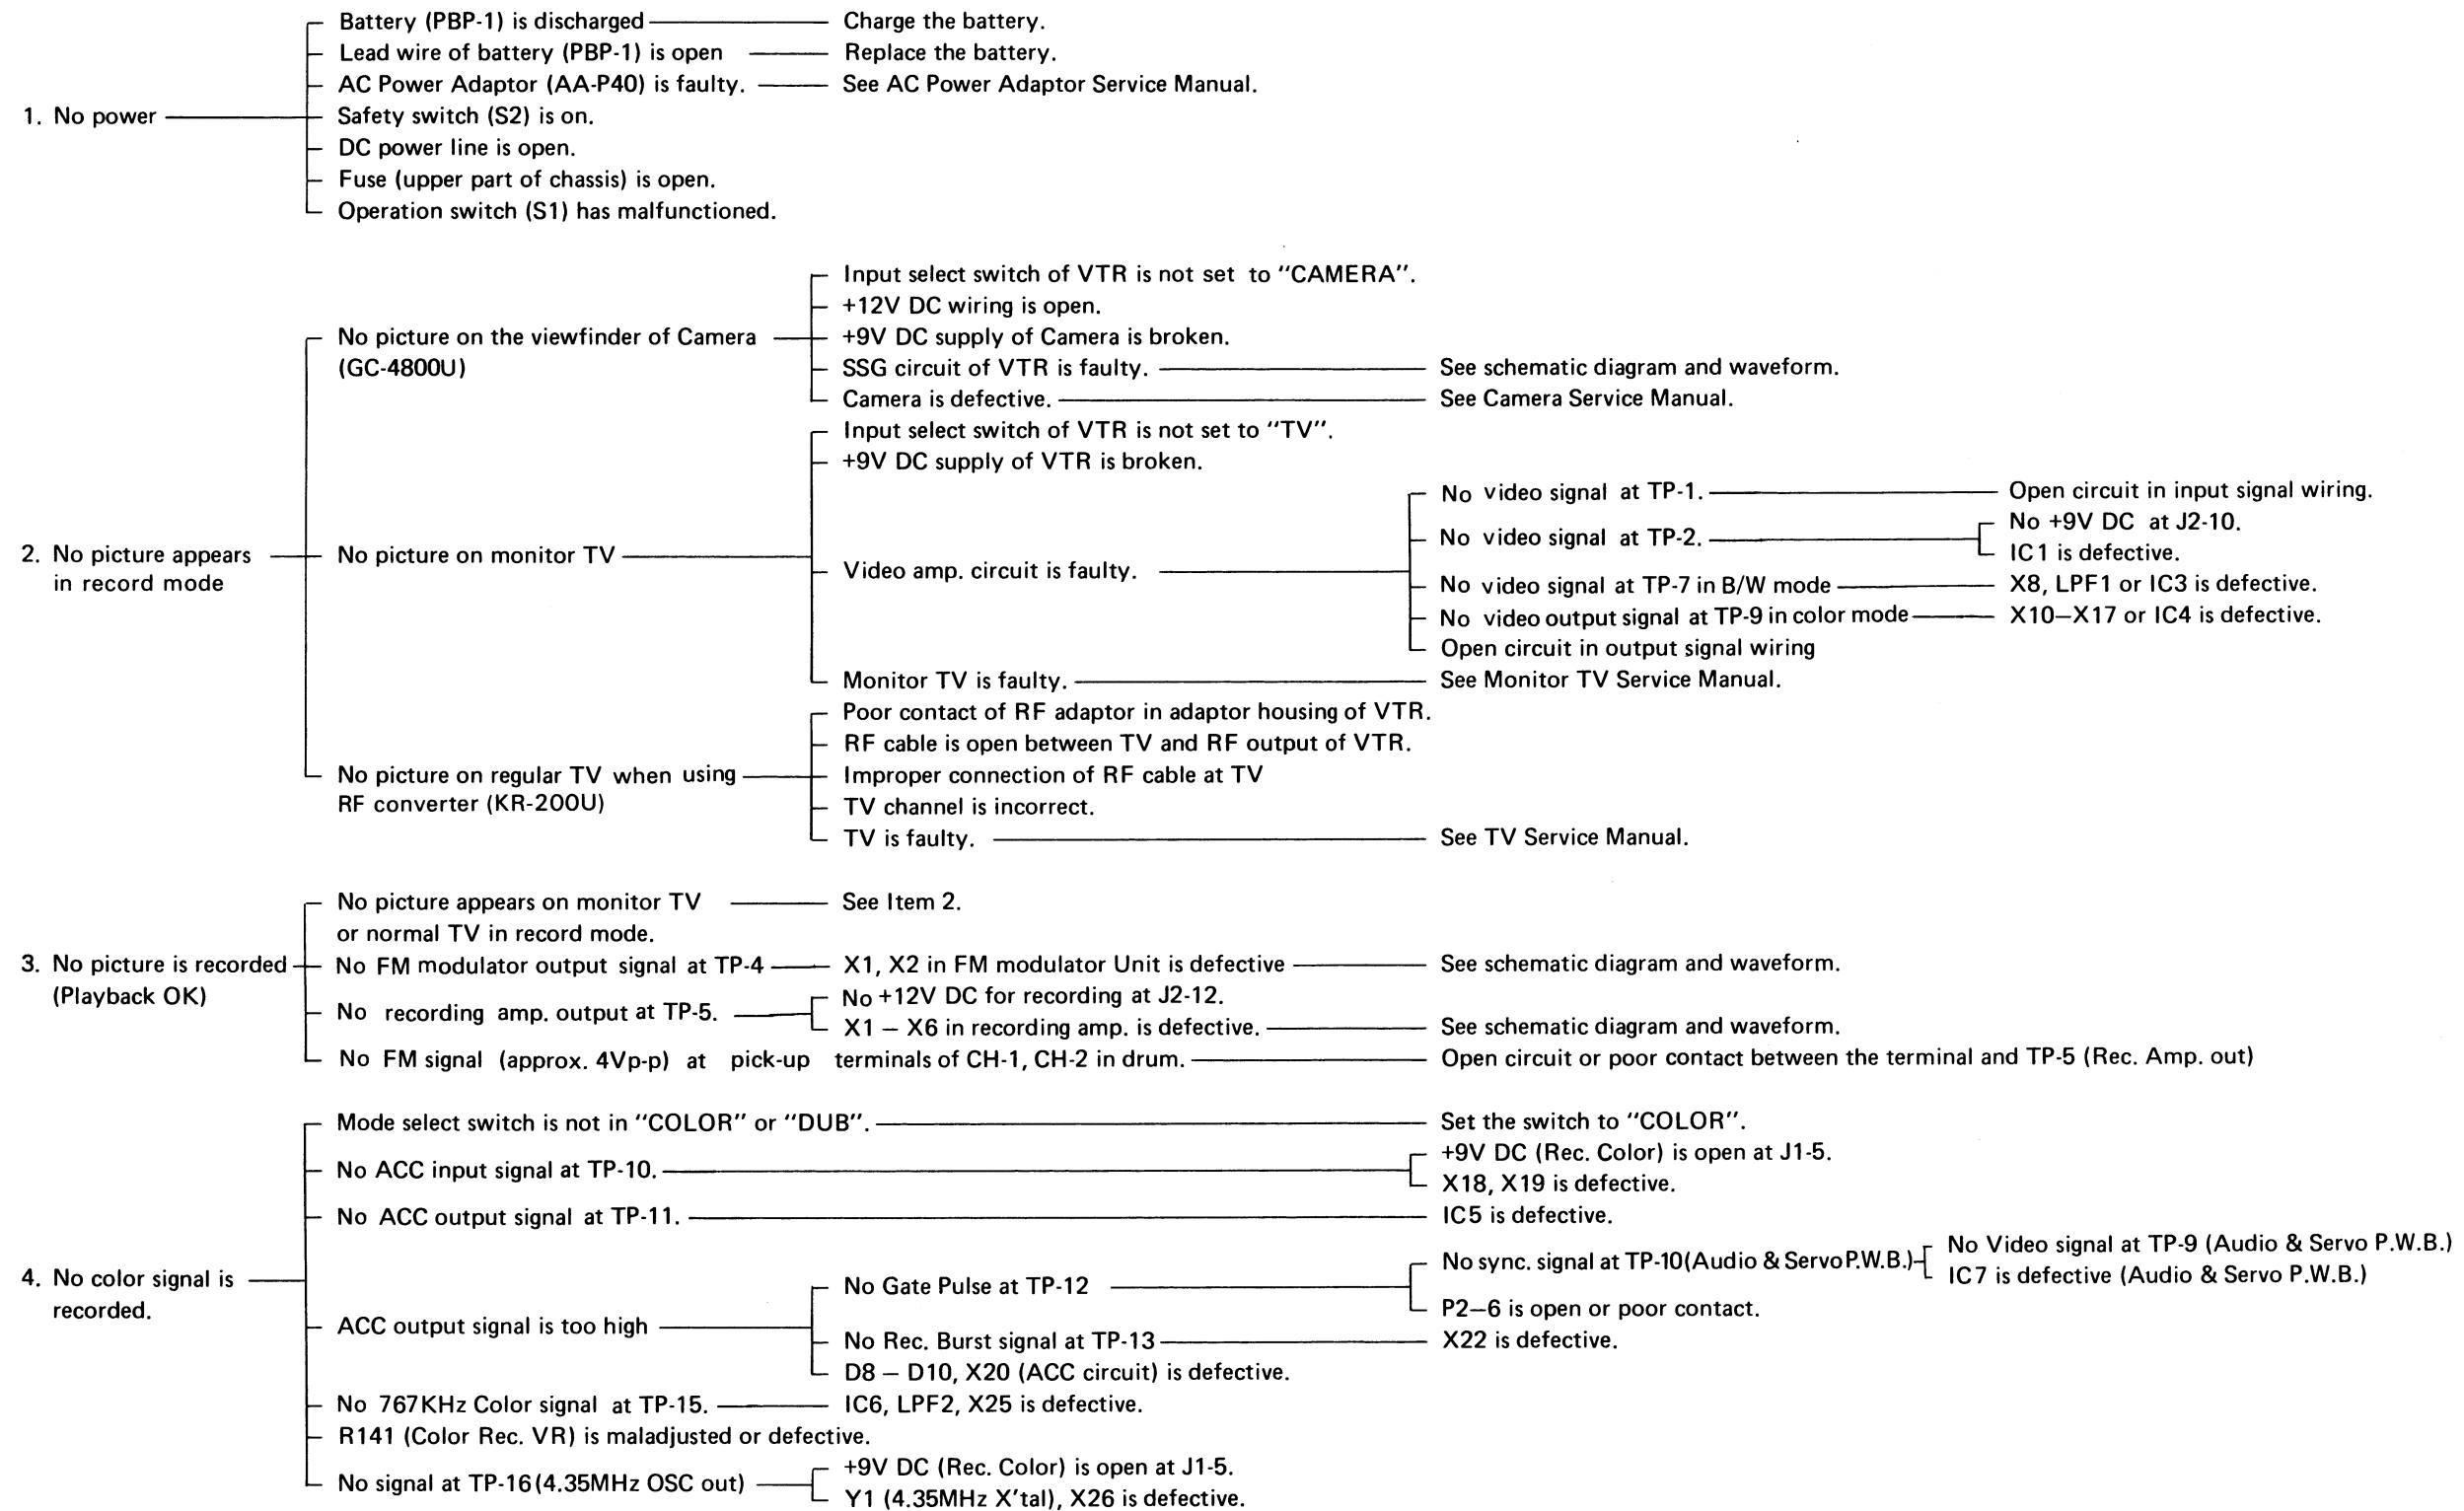 Battery (PBP-1) is discharged
Charge the battery.
Lead wire of battery (PBP-1) is open
Replace the battery.
AC Power Adaptor (AA-P40) is faulty.
See AC Power Adaptor Service Manual.
1. No power
Safety switch (S2) is on.
DC power line is open.
Fuse (upper part of chassis) is open.
Operation switch (S1) has malfunctioned.
2. No picture appears
in record mode
No picture on the viewfinder of Camera
(GC-4800U)
Input select switch of VTR is not set to "CAMERA".
+12V DC wiring is open.
+9V DC supply of Camera is broken.
SSG circuit of VTR is faulty.
See schematic diagram and waveform.
Camera is defective.
See Camera Service Manual.
No picture on monitor TV
Input select switch of VTR is not set to "TV".
+9V DC supply of VTR is broken.
Video amp. circuit is faulty.
No video signal at TP-1.
Open circuit in input signal wiring.
No video signal at TP-2.
No +9V DC at J2-10.
IC1 is defective.
No video signal at TP-7 in B/W mode
X8, LPF1 or IC3 is defective.
No video output signal at TP-9 in color mode
X10—X17 or IC4 is defective.
Open circuit in output signal wiring
Monitor TV is faulty.
See Monitor TV Service Manual.
No picture on regular TV when using
RF converter (KR-200U)
Poor contact of RF adaptor in adaptor housing of VTR.
RF cable is open between TV and RF output of VTR.
Improper connection of RF cable at TV
TV channel is incorrect.
TV is faulty.
See TV Service Manual.
3. No picture is recorded
(Playback OK)
No picture appears on monitor TV
or normal TV in record mode.
See Item 2.
No FM modulator output signal at TP-4
X1, X2 in FM modulator Unit is defective
See schematic diagram and waveform.
No recording amp. output at TP-5.
No +12V DC for recording at J2-12.
X1 — X6 in recording amp. is defective.
See schematic diagram and waveform.
No FM signal (approx. 4Vp-p) at pick-up terminals of CH-1, CH-2 in drum.
Open circuit or poor contact between the terminal and TP-5 (Rec. Amp. out)
4. No color signal is
recorded.
Mode select switch is not in "COLOR" or "DUB".
Set the switch to "COLOR".
No ACC input signal at TP-10.
+9V DC (Rec. Color) is open at J1-5.
X18, X19 is defective.
No ACC output signal at TP-11.
IC5 is defective.
ACC output signal is too high
No Gate Pulse at TP-12
No sync. signal at TP-10 (Audio & Servo P.W.B.)
No Video signal at TP-9 (Audio & Servo P.W.B.)
IC7 is defective (Audio & Servo P.W.B.)
P2—6 is open or poor contact.
No Rec. Burst signal at TP-13
X22 is defective.
D8 — D10, X20 (ACC circuit) is defective.
No 767KHz Color signal at TP-15.
IC6, LPF2, X25 is defective.
R141 (Color Rec. VR) is maladjusted or defective.
No signal at TP-16 (4.35MHz OSC out)
+9V DC (Rec. Color) is open at J1-5.
Y1 (4.35MHz X'tal), X26 is defective.